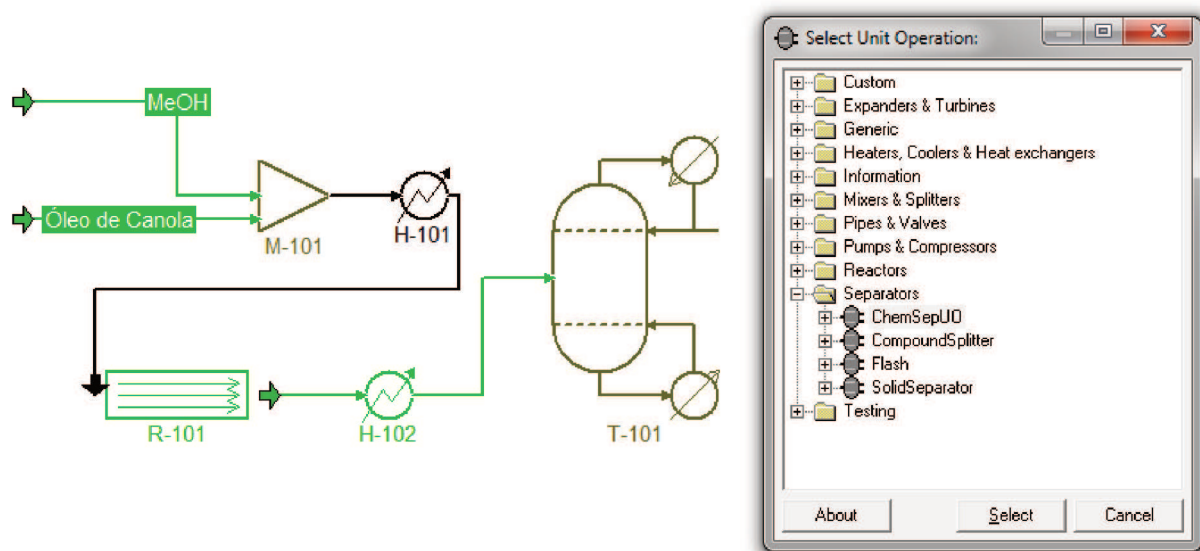 MeOH
Óleo de Canola
M-101
H-101
R-101
H-102
T-101
Select Unit Operation:
Custom
Expanders & Turbines
Generic
Heaters, Coolers & Heat exchangers
Information
Mixers & Splitters
Pipes & Valves
Pumps & Compressors
Reactors
Separators
ChemSepUO
CompoundSplitter
Flash
SolidSeparator
Testing
About
Select
Cancel